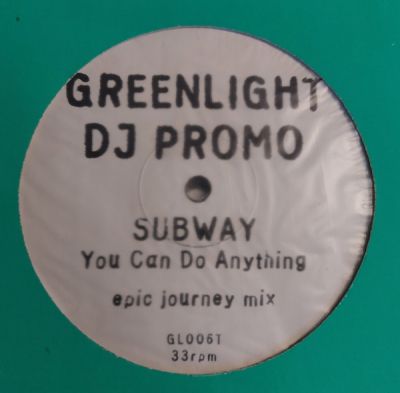 GREENLIGHT
DJ PROMO
SUBWAY
You Can Do Anything
epic journey mix
GL006T
33rpm